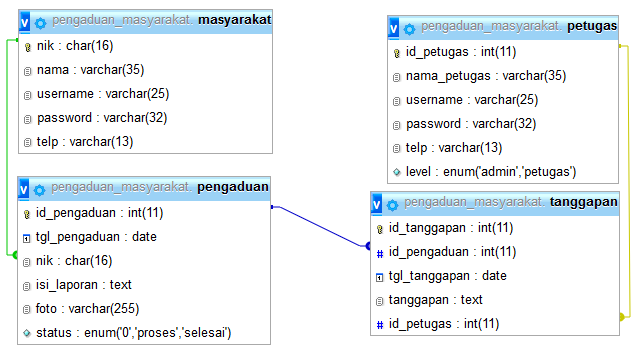 v pengaduan_masyarakat. masyarakat
nik : char(16)
nama : varchar(35)
username : varchar(25)
password : varchar(32)
telp : varchar(13)
v pengaduan_masyarakat. petugas
id_petugas : int(11)
nama_petugas : varchar(35)
username : varchar(25)
password : varchar(32)
telp : varchar(13)
level : enum('admin','petugas')
v pengaduan_masyarakat. pengaduan
id_pengaduan : int(11)
tgl_pengaduan : date
nik : char(16)
isi_laporan : text
foto : varchar(255)
status : enum('0','proses','selesai')
v pengaduan_masyarakat. tanggapan
id_tanggapan : int(11)
# id_pengaduan : int(11)
tgl_tanggapan : date
tanggapan : text
# id_petugas : int(11)